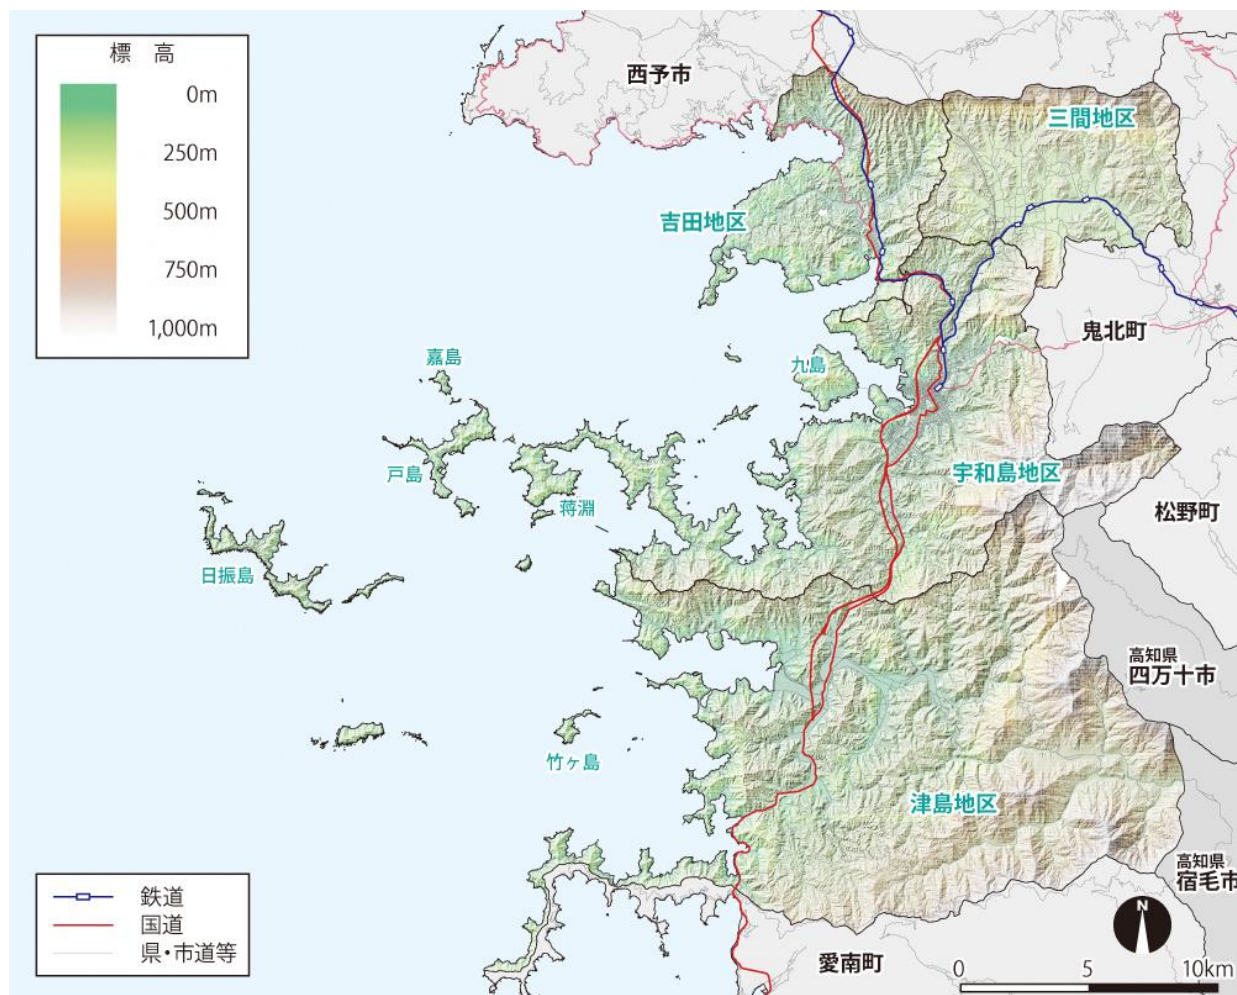 標 高
0m
250m
500m
750m
1,000m
西予市
三間地区
吉田地区
鬼北町
嘉島
九島
戸島
蒋淵
宇和島地区
松野町
日振島
高知県
四万十市
竹ヶ島
津島地区
高知県
宿毛市
愛南町
鉄道
国道
県・市道等
N
0 5 10km